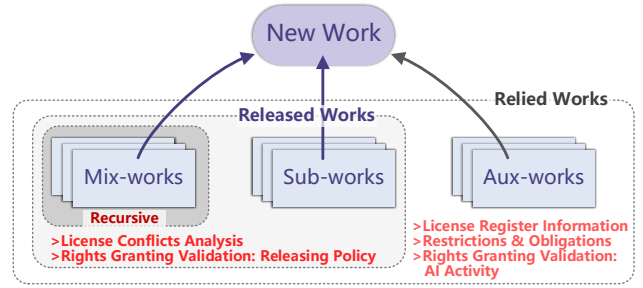 New Work
Relied Works
Released Works
Mix-works
Sub-works
Aux-works
Recursive
>License Conflicts Analysis
>Rights Granting Validation: Releasing Policy
>License Register Information
>Restrictions & Obligations
>Rights Granting Validation:
AI Activity